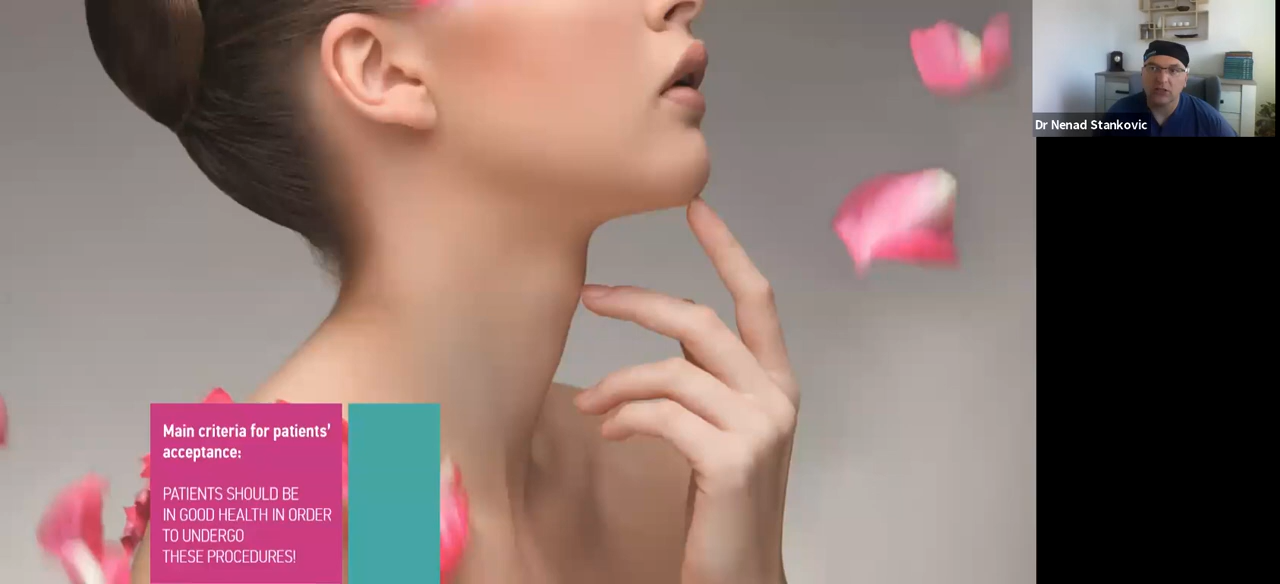 Dr Nenad Stankovic
Main criteria for patients'
acceptance:
PATIENTS SHOULD BE
IN GOOD HEALTH IN ORDER
TO UNDERGO
THESE PROCEDURES!